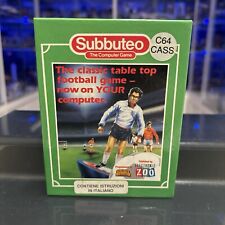 Subbuteo
The Computer Game
C64
CASS
The classic table top
football game –
now on YOUR
computer.
ZOO
CONTIENE ISTRUZIONI
IN ITALIANO